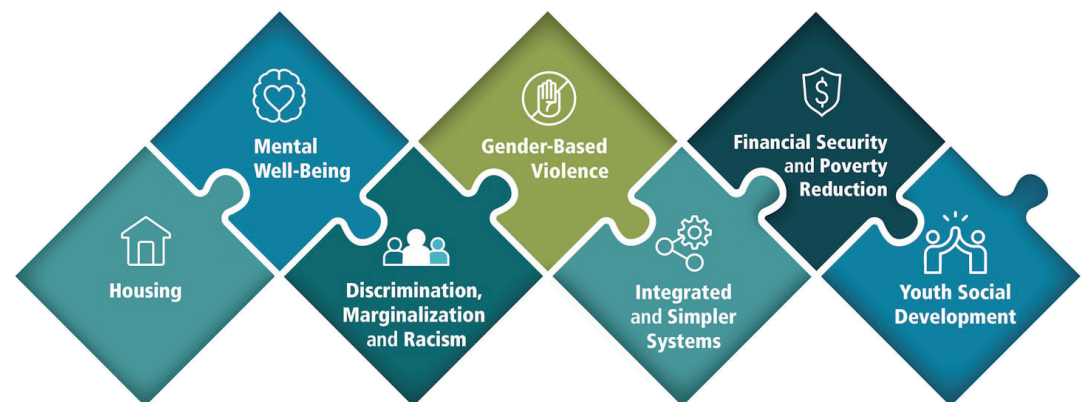 Mental
Well-Being
Gender-Based
Violence
Financial Security
and Poverty
Reduction
Housing
Discrimination,
Marginalization
and Racism
Integrated
and Simpler
Systems
Youth Social
Development
$